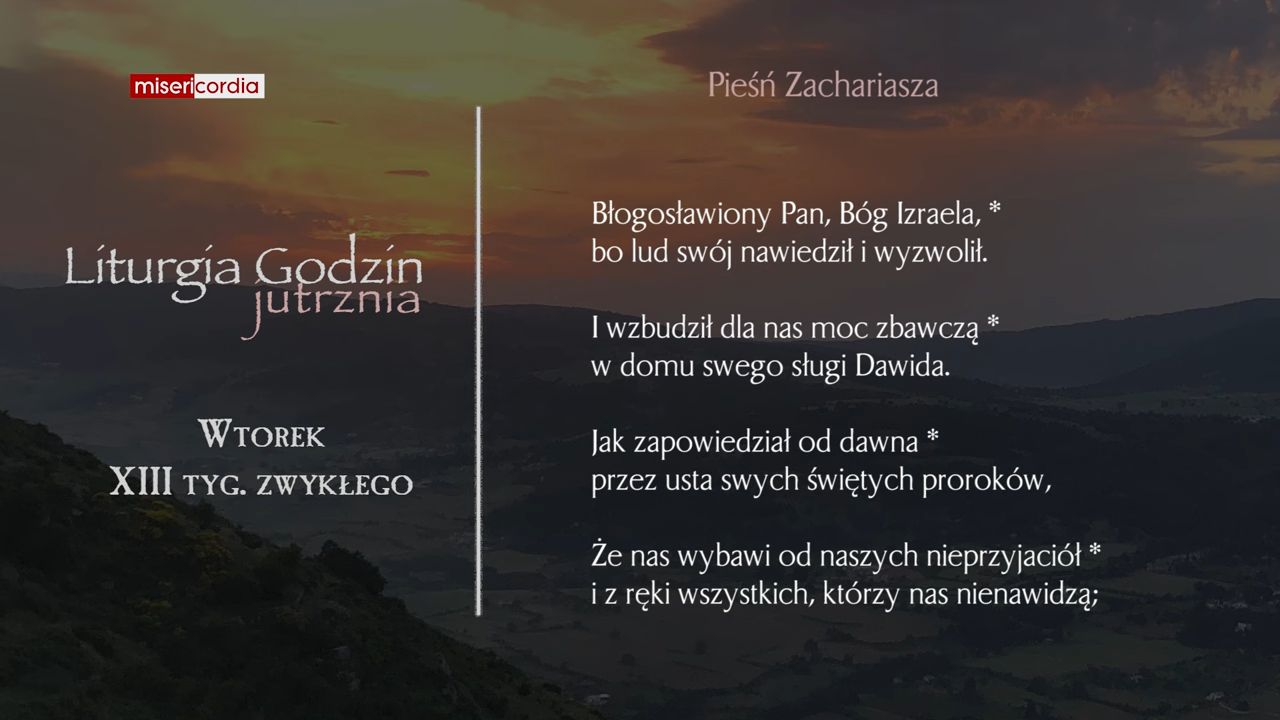 misericordia
Liturgia Godzin
jutrznia
Wtorek
XIII tyg. zwykłego
Pieśń Zachariasza
Błogosławiony Pan, Bóg Izraela, *
bo lud swój nawiedził i wyzwolił.
I wzbudził dla nas moc zbawczą *
w domu swego sługi Dawida.
Jak zapowiedział od dawna *
przez usta swych świętych proroków,
Że nas wybawi od naszych nieprzyjaciół *
i z ręki wszystkich, którzy nas nienawidzą;